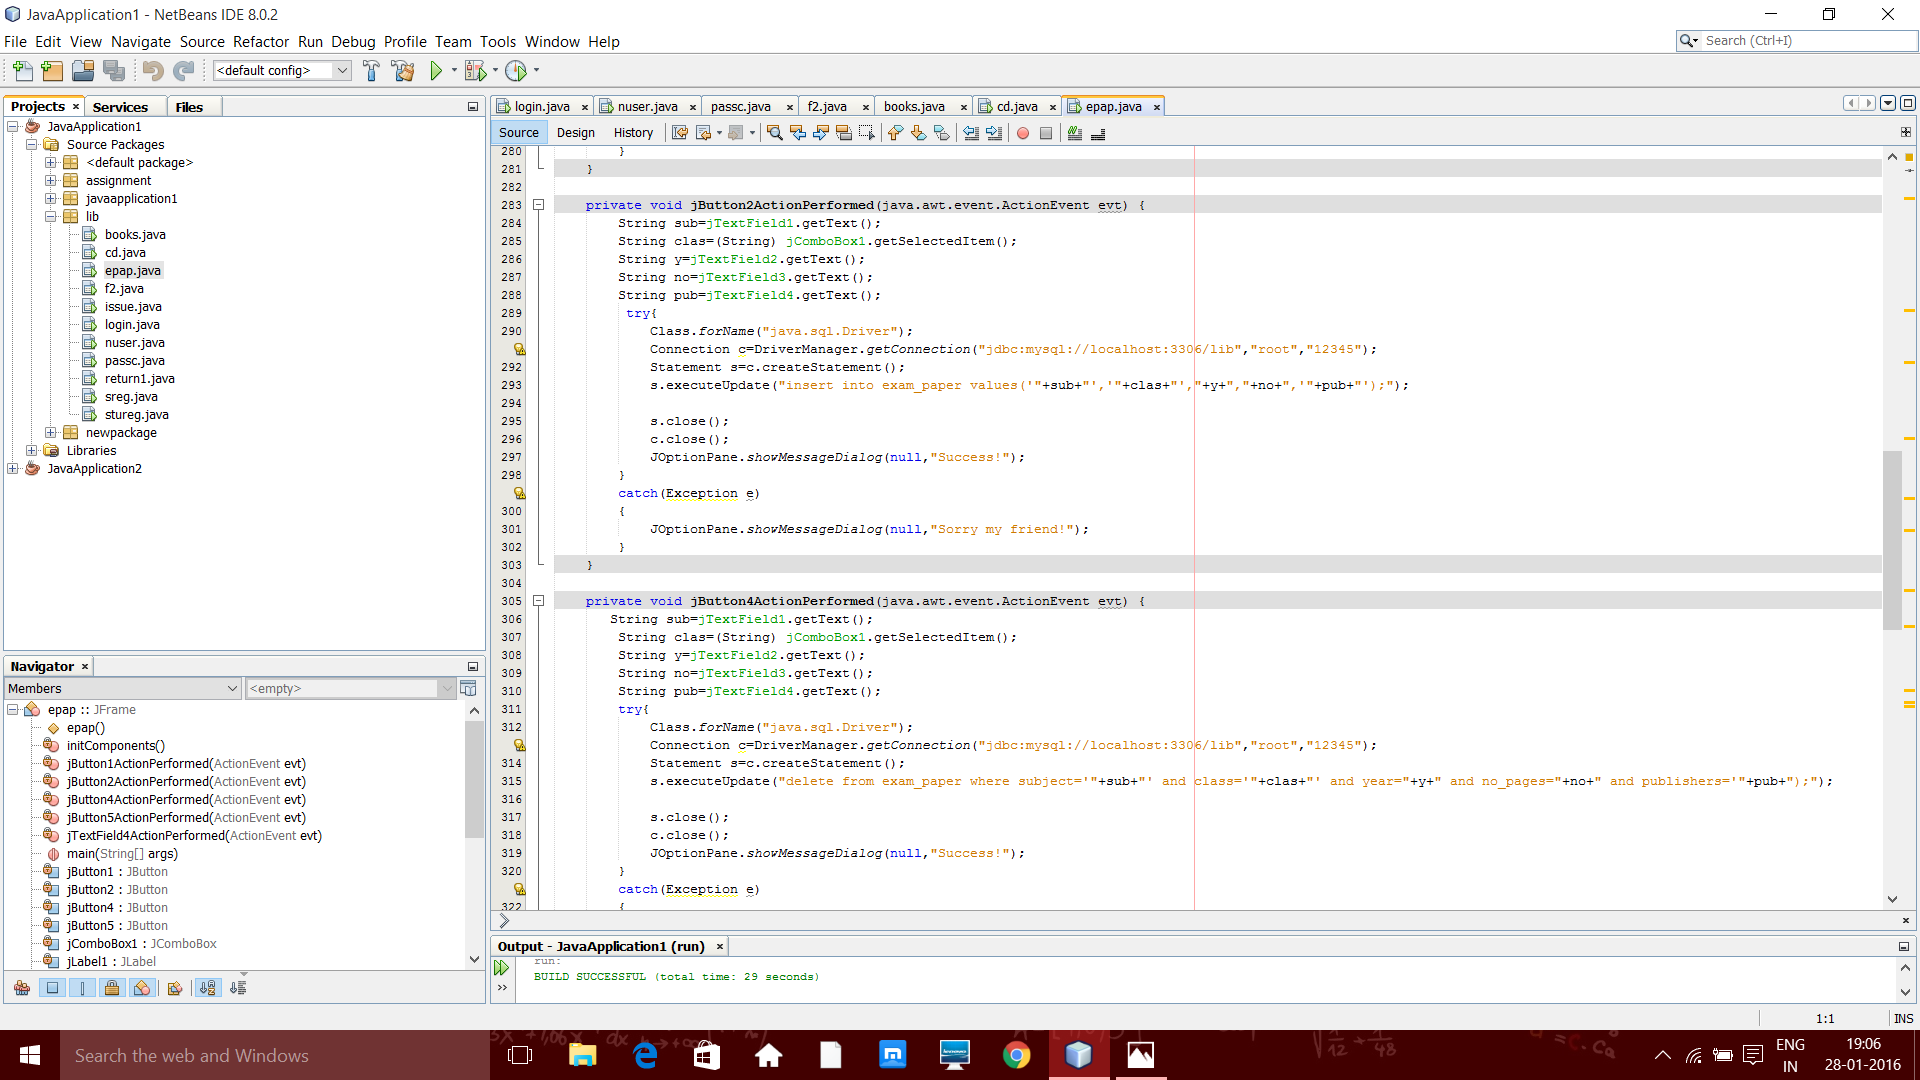 JavaApplication1 - NetBeans IDE 8.0.2
File Edit View Navigate Source Refactor Run Debug Profile Team Tools Window Help
Search (Ctrl+I)
<default config>
Projects Services Files
JavaApplication1
Source Packages
<default package>
assignment
javaapplication1
lib
books.java
cd.java
epap.java
f2.java
issue.java
login.java
nuser.java
passc.java
return1.java
sreg.java
stureg.java
newpackage
Libraries
JavaApplication2
Navigator
Members <empty>
epap :: JFrame
epap()
initComponents()
jButton1ActionPerformed(ActionEvent evt)
jButton2ActionPerformed(ActionEvent evt)
jButton4ActionPerformed(ActionEvent evt)
jButton5ActionPerformed(ActionEvent evt)
jTextField4ActionPerformed(ActionEvent evt)
main(String[] args)
jButton1 : JButton
jButton2 : JButton
jButton4 : JButton
jButton5 : JButton
jComboBox1 : JComboBox
jLabel1 : JLabel
login.java nuser.java passc.java f2.java books.java cd.java epap.java
Source Design History
280 }
281 }
282
283 private void jButton2ActionPerformed(java.awt.event.ActionEvent evt) {
284 String sub=jTextField1.getText();
285 String clas=(String) jComboBox1.getSelectedItem();
286 String y=jTextField2.getText();
287 String no=jTextField3.getText();
288 String pub=jTextField4.getText();
289 try{
290 Class.forName("java.sql.Driver");
Connection c=DriverManager.getConnection("jdbc:mysql://localhost:3306/lib","root","12345");
292 Statement s=c.createStatement();
293 s.executeUpdate("insert into exam_paper values('"+sub+"','"+clas+"',"+y+","+no+",'"+pub+"');");
294
295 s.close();
296 c.close();
297 JOptionPane.showMessageDialog(null,"Success!");
298 }
catch(Exception e)
300 {
301 JOptionPane.showMessageDialog(null,"Sorry my friend!");
302 }
303 }
304
305 private void jButton4ActionPerformed(java.awt.event.ActionEvent evt) {
306 String sub=jTextField1.getText();
307 String clas=(String) jComboBox1.getSelectedItem();
308 String y=jTextField2.getText();
309 String no=jTextField3.getText();
310 String pub=jTextField4.getText();
311 try{
312 Class.forName("java.sql.Driver");
Connection c=DriverManager.getConnection("jdbc:mysql://localhost:3306/lib","root","12345");
314 Statement s=c.createStatement();
315 s.executeUpdate("delete from exam_paper where subject='"+sub+"' and class='"+clas+"' and year="+y+" and no_pages="+no+" and publishers='"+pub+");");
316
317 s.close();
318 c.close();
319 JOptionPane.showMessageDialog(null,"Success!");
320 }
catch(Exception e)
322 {
Output - JavaApplication1 (run)
run:
BUILD SUCCESSFUL (total time: 29 seconds)
1:1 INS
Search the web and Windows
ENG
IN
19:06
28-01-2016